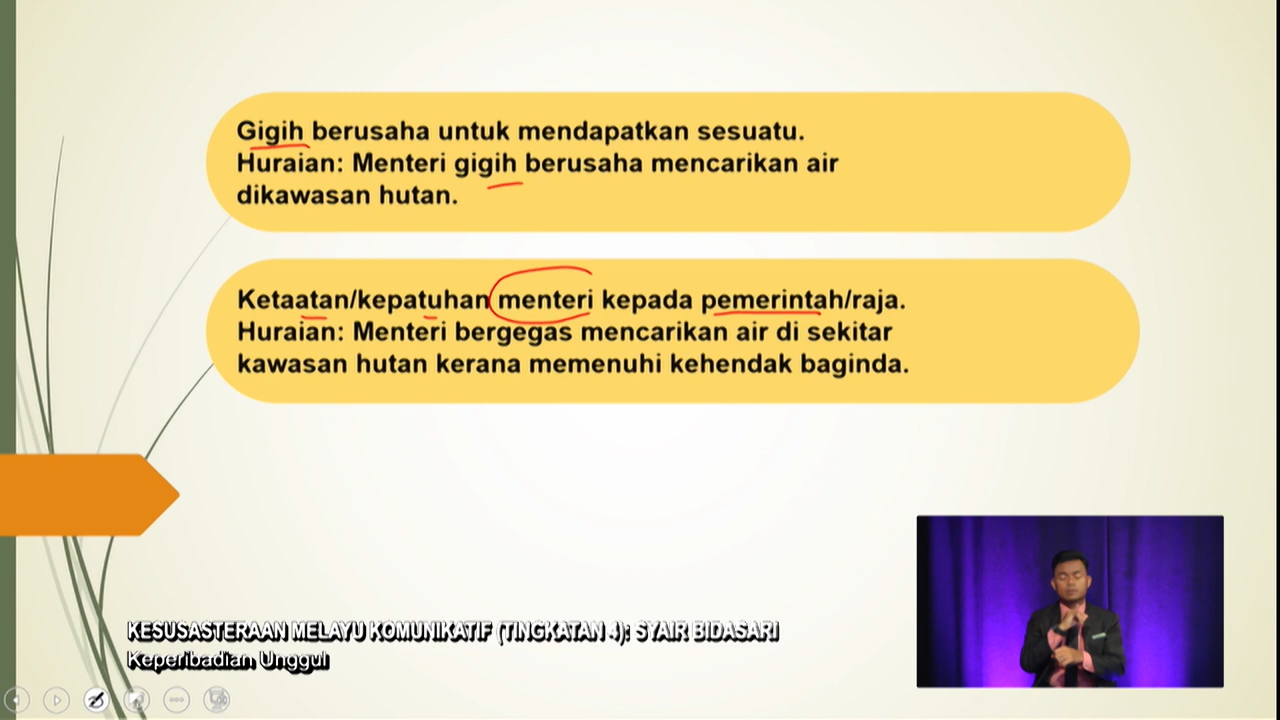 Gigih berusaha untuk mendapatkan sesuatu.
Huraian: Menteri gigih berusaha mencarikan air
dikawasan hutan.
Ketaatan/kepatuhan menteri kepada pemerintah/raja.
Huraian: Menteri bergegas mencarikan air di sekitar
kawasan hutan kerana memenuhi kehendak baginda.
KESUSASTERAAN MELAYU KOMUNIKATIF (TINGKATAN 4): SYAIR BIDASARI
Keperibadian Unggul